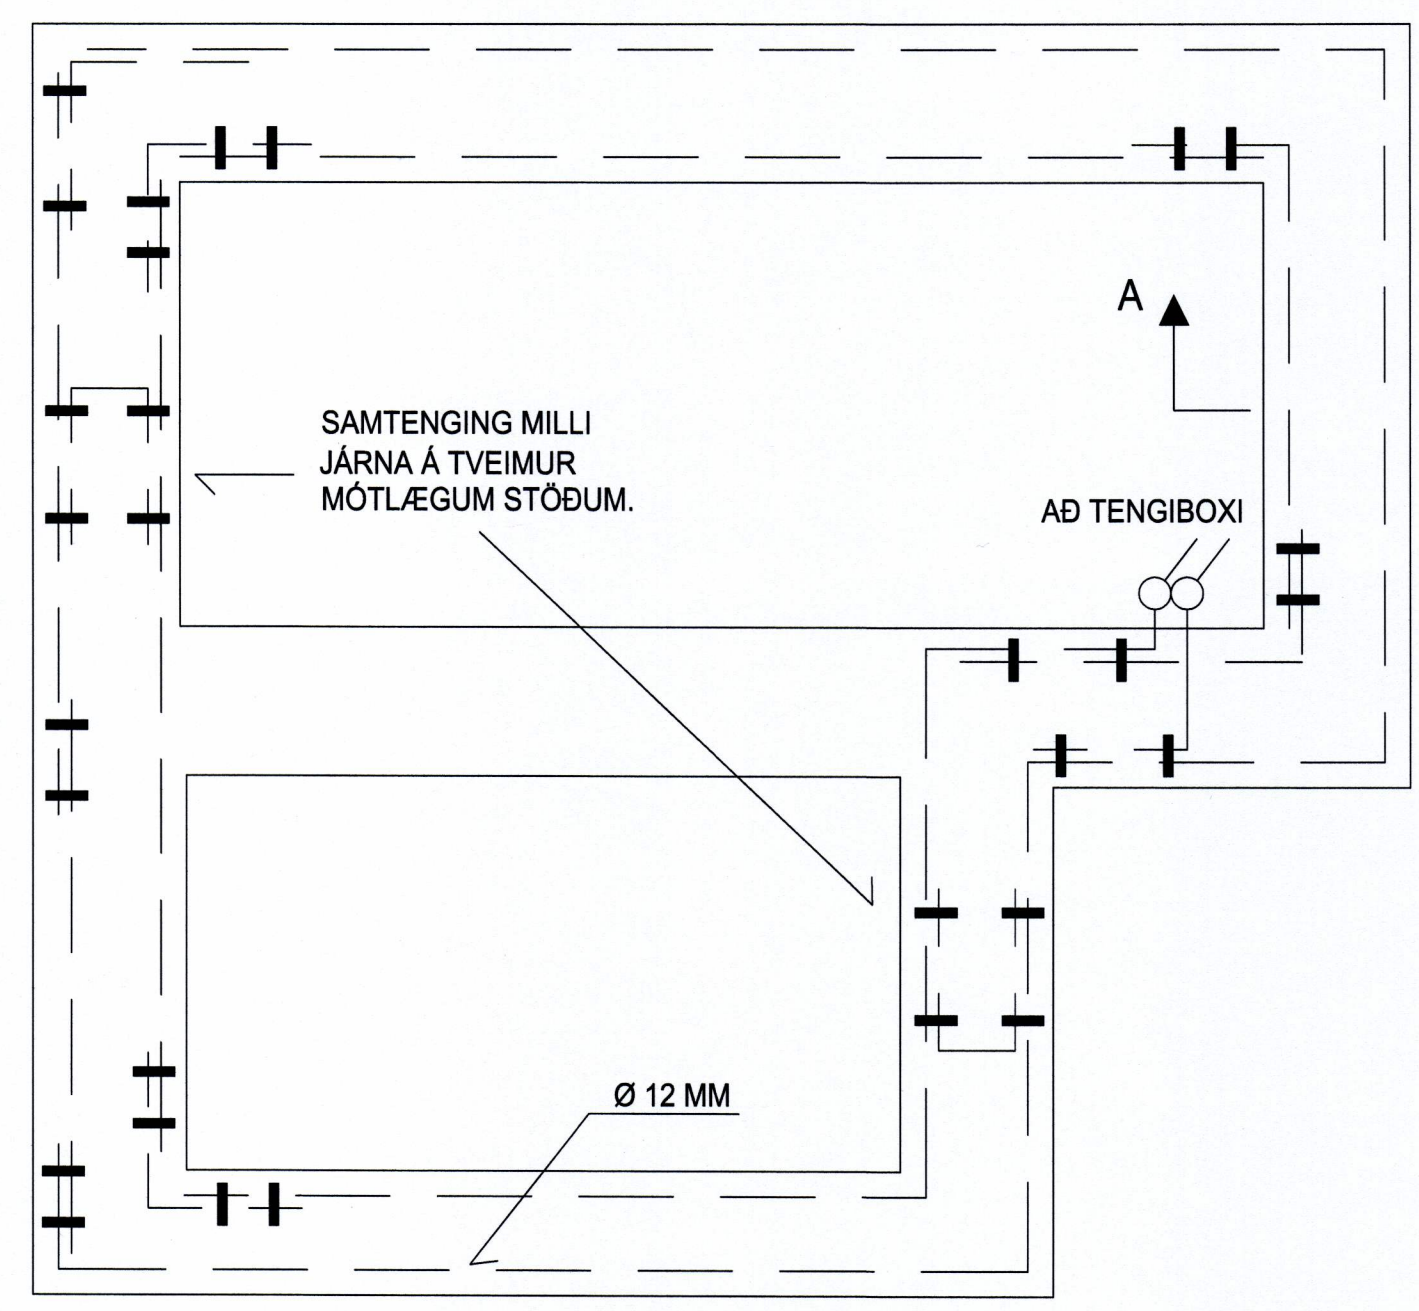 A
SAMTENGING MILLI
JÁRNA Á TVEIMUR
MÓTLÆGUM STÖÐUM.
AÐ TENGIBOXI
Ø 12 MM